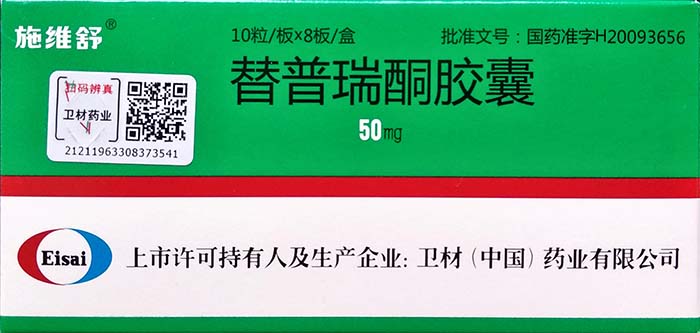 施维舒®
10粒/板×8板/盒
批准文号:国药准字H20093656
替普瑞酮胶囊
50mg
扫码辨真
卫材药业
21211963308373541
Eisai
上市许可持有人及生产企业:卫材(中国)药业有限公司